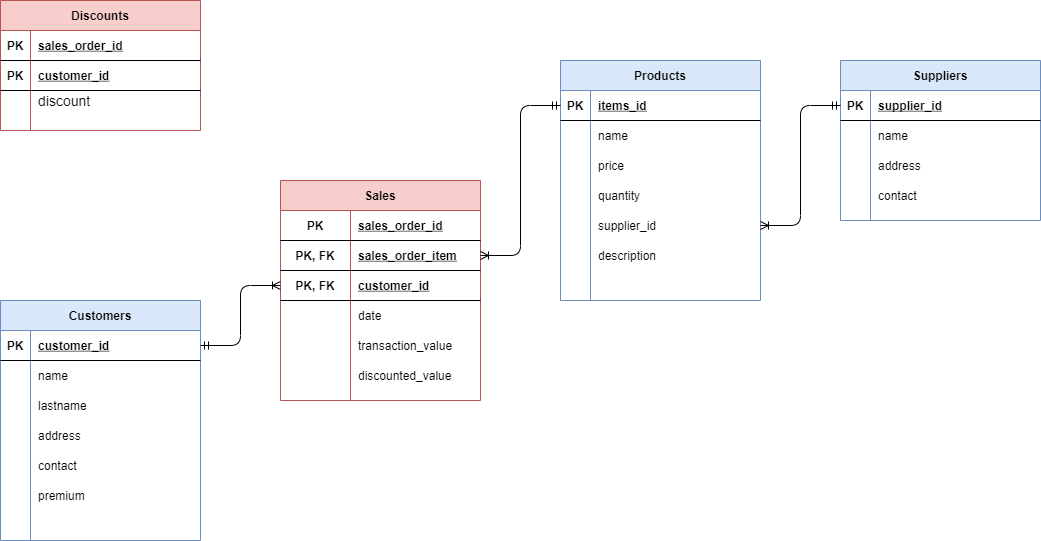 Discounts
PK sales_order_id
PK customer_id
discount
Products
PK items_id
name
price
quantity
supplier_id
description
Suppliers
PK supplier_id
name
address
contact
Sales
PK sales_order_id
PK, FK sales_order_item
PK, FK customer_id
date
transaction_value
discounted_value
Customers
PK customer_id
name
lastname
address
contact
premium